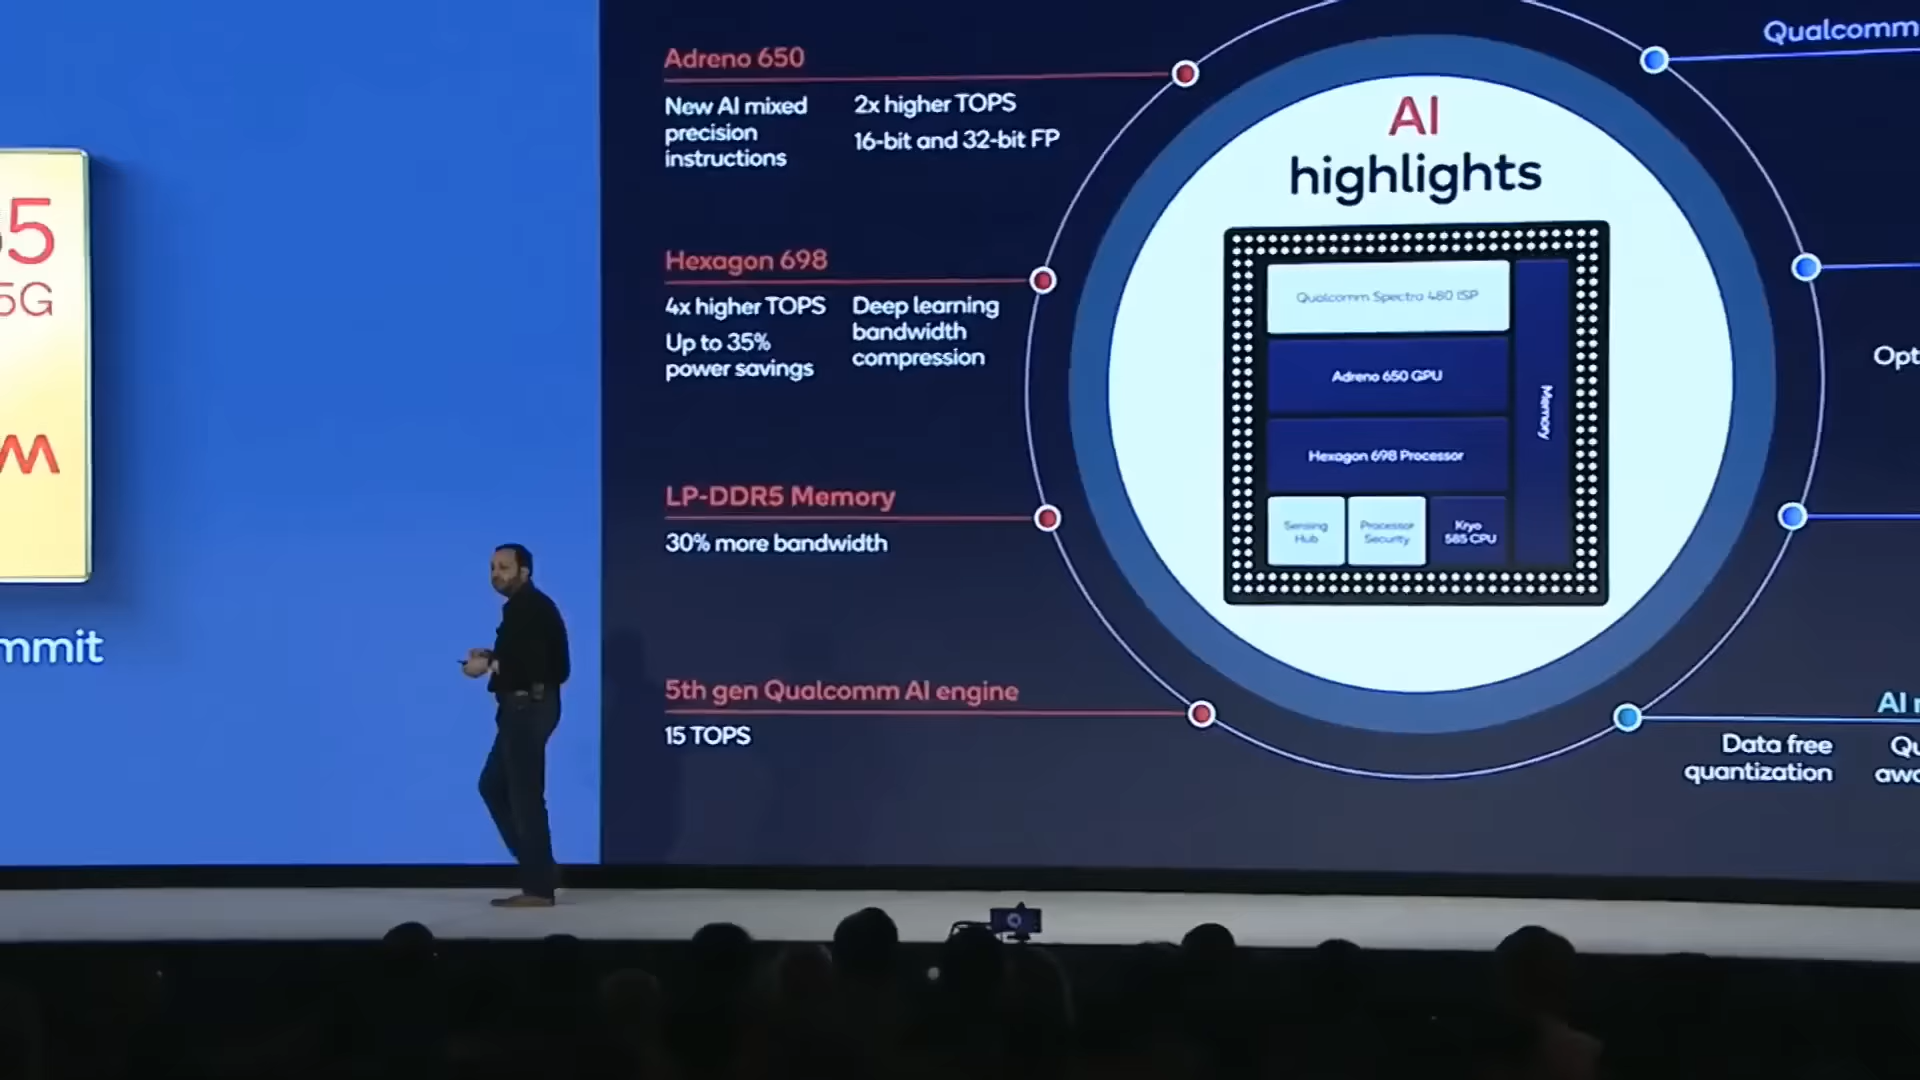 65
5G
mmit
Adreno 650
New AI mixed
precision
instructions
2x higher TOPS
16-bit and 32-bit FP
Hexagon 698
4x higher TOPS
Up to 35%
power savings
Deep learning
bandwidth
compression
LP-DDR5 Memory
30% more bandwidth
5th gen Qualcomm AI engine
15 TOPS
AI
highlights
Qualcomm Spectra 480 ISP
Adreno 650 GPU
Hexagon 698 Processor
Sensing
Hub
Processor
Security
Kryo
585 CPU
Memory
Qualcomm
Opt
AI
Data free
quantization
Qu
awa